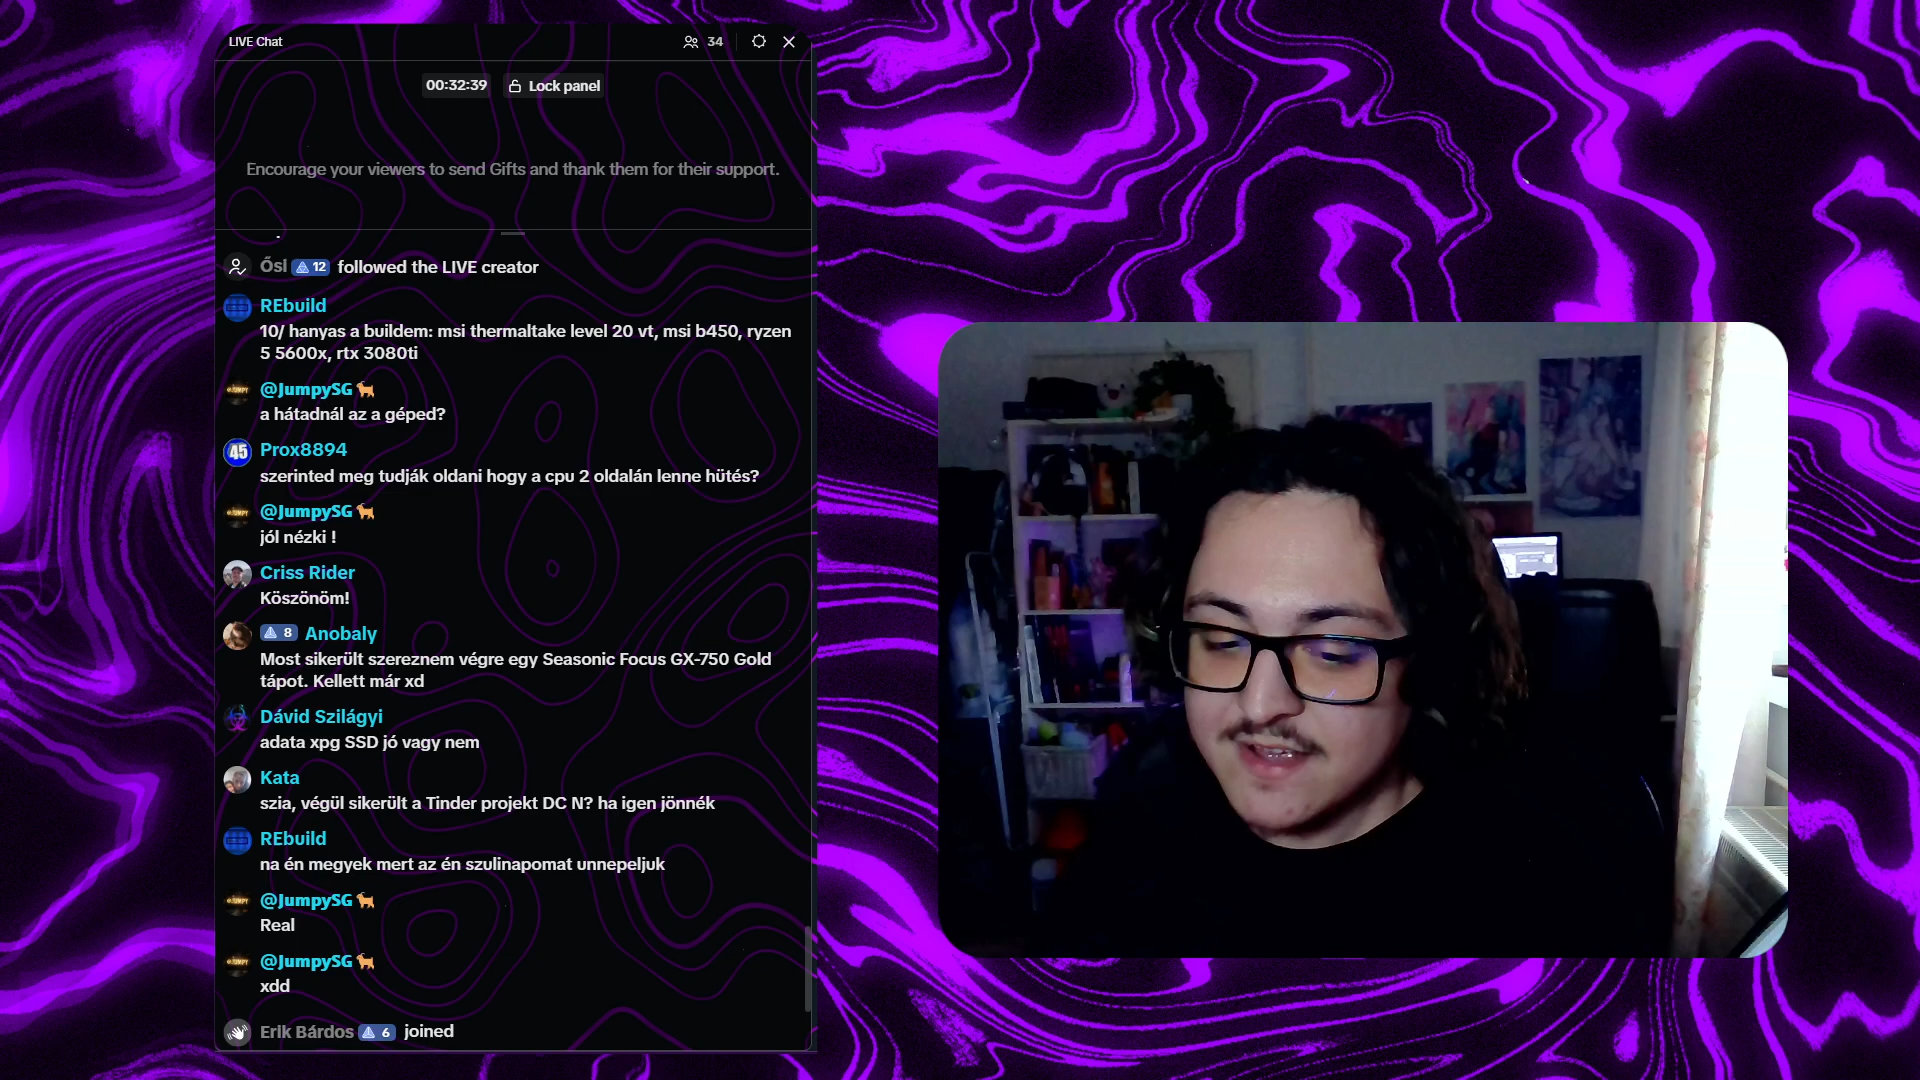 LIVE Chat
34
00:32:39
Lock panel
Encourage your viewers to send Gifts and thank them for their support.
Ősl 12 followed the LIVE creator
REbuild
10/ hanyas a buildem: msi thermaltake level 20 vt, msi b450, ryzen
5 5600x, rtx 3080ti
@JumpySG
a hátadnál az a géped?
45
Prox8894
szerinted meg tudják oldani hogy a cpu 2 oldalán lenne hütés?
@JumpySG
jól nézki !
Criss Rider
Köszönöm!
8 Anobaly
Most sikerült szereznem végre egy Seasonic Focus GX-750 Gold
tápot. Kellett már xd
Dávid Szilágyi
adata xpg SSD jó vagy nem
Kata
szia, végül sikerült a Tinder projekt DC N? ha igen jönnék
REbuild
na én megyek mert az én szulinapomat unnepeljuk
@JumpySG
Real
@JumpySG
xdd
Erik Bárdos 6 joined